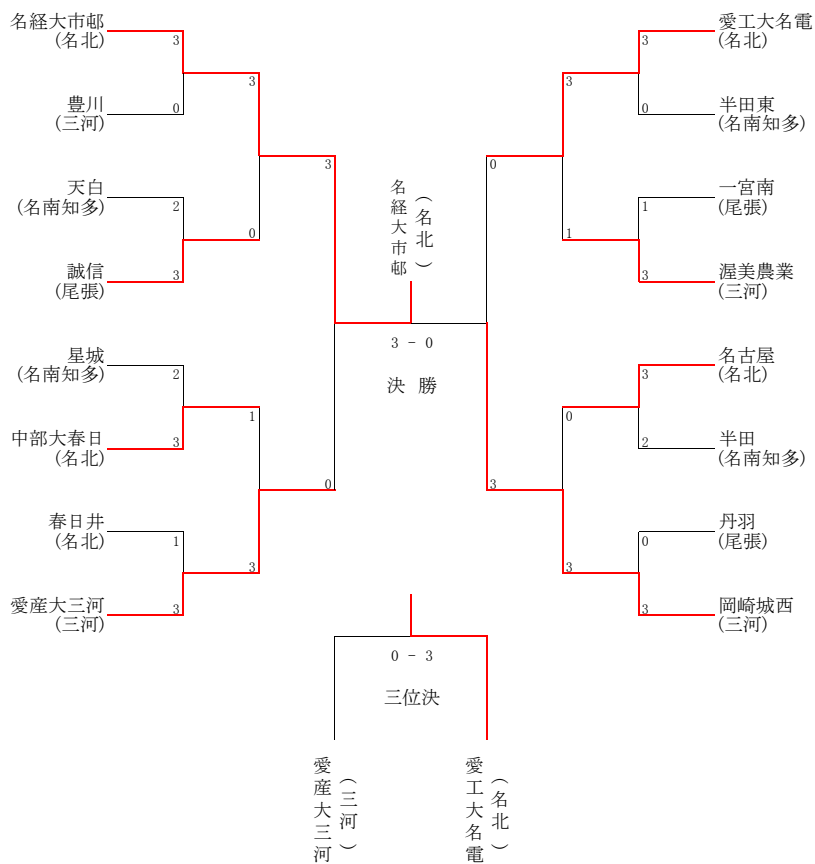 名経大市邨
(名北)
3
3
豊川
(三河)
0
3
天白
(名南知多)
2
0
誠信
(尾張)
3
星城
(名南知多)
2
1
中部大春日
(名北)
3
0
春日井
(名北)
1
3
愛産大三河
(三河)
3
名経大市邨
(名北)
3 - 0
決 勝
愛工大名電
(名北)
3
3
半田東
(名南知多)
0
0
一宮南
(尾張)
1
1
渥美農業
(三河)
3
名古屋
(名北)
3
0
半田
(名南知多)
2
3
丹羽
(尾張)
0
3
岡崎城西
(三河)
3
0 - 3
三位決
愛産大三河
(三河)
愛工大名電
(名北)